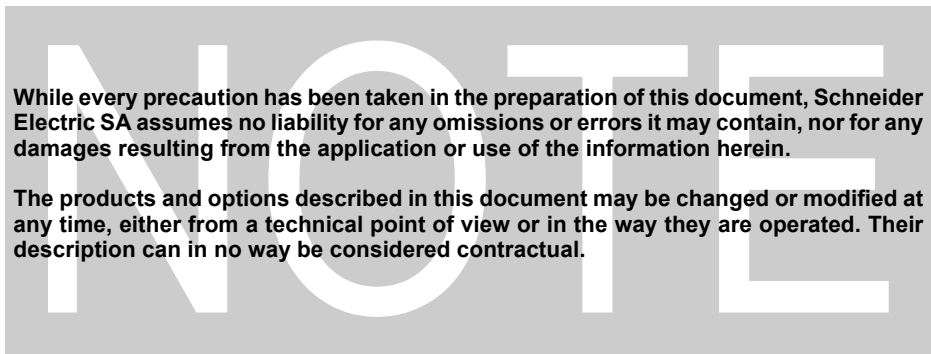 NOTE
While every precaution has been taken in the preparation of this document, Schneider
Electric SA assumes no liability for any omissions or errors it may contain, nor for any
damages resulting from the application or use of the information herein.
The products and options described in this document may be changed or modified at
any time, either from a technical point of view or in the way they are operated. Their
description can in no way be considered contractual.